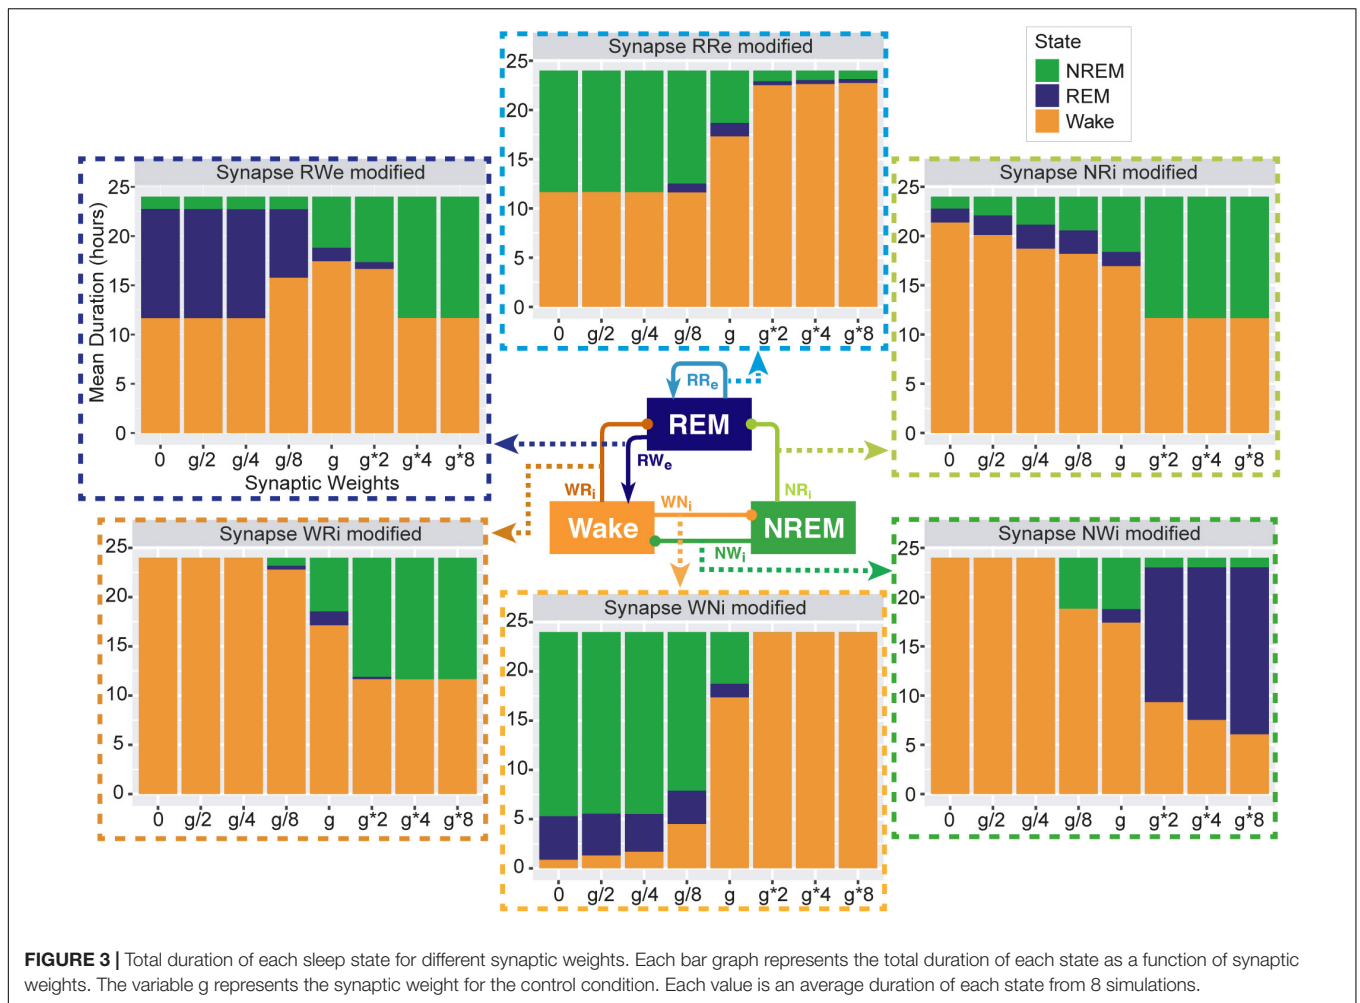 Synapse RRe modified
25
20
15
10
5
0
0 g/2 g/4 g/8 g g*2 g*4 g*8
State
NREM
REM
Wake
Synapse RWe modified
Mean Duration (hours)
25
20
15
10
5
0
0 g/2 g/4 g/8 g g*2 g*4 g*8
Synaptic Weights
Synapse NRi modified
25
20
15
10
5
0
0 g/2 g/4 g/8 g g*2 g*4 g*8
RRe
REM
RWe
WRi
WNi
NRi
Wake
NREM
NWi
Synapse WRi modified
25
20
15
10
5
0
0 g/2 g/4 g/8 g g*2 g*4 g*8
Synapse WNi modified
25
20
15
10
5
0
0 g/2 g/4 g/8 g g*2 g*4 g*8
Synapse NWi modified
25
20
15
10
5
0
0 g/2 g/4 g/8 g g*2 g*4 g*8
FIGURE 3 | Total duration of each sleep state for different synaptic weights. Each bar graph represents the total duration of each state as a function of synaptic
weights. The variable g represents the synaptic weight for the control condition. Each value is an average duration of each state from 8 simulations.